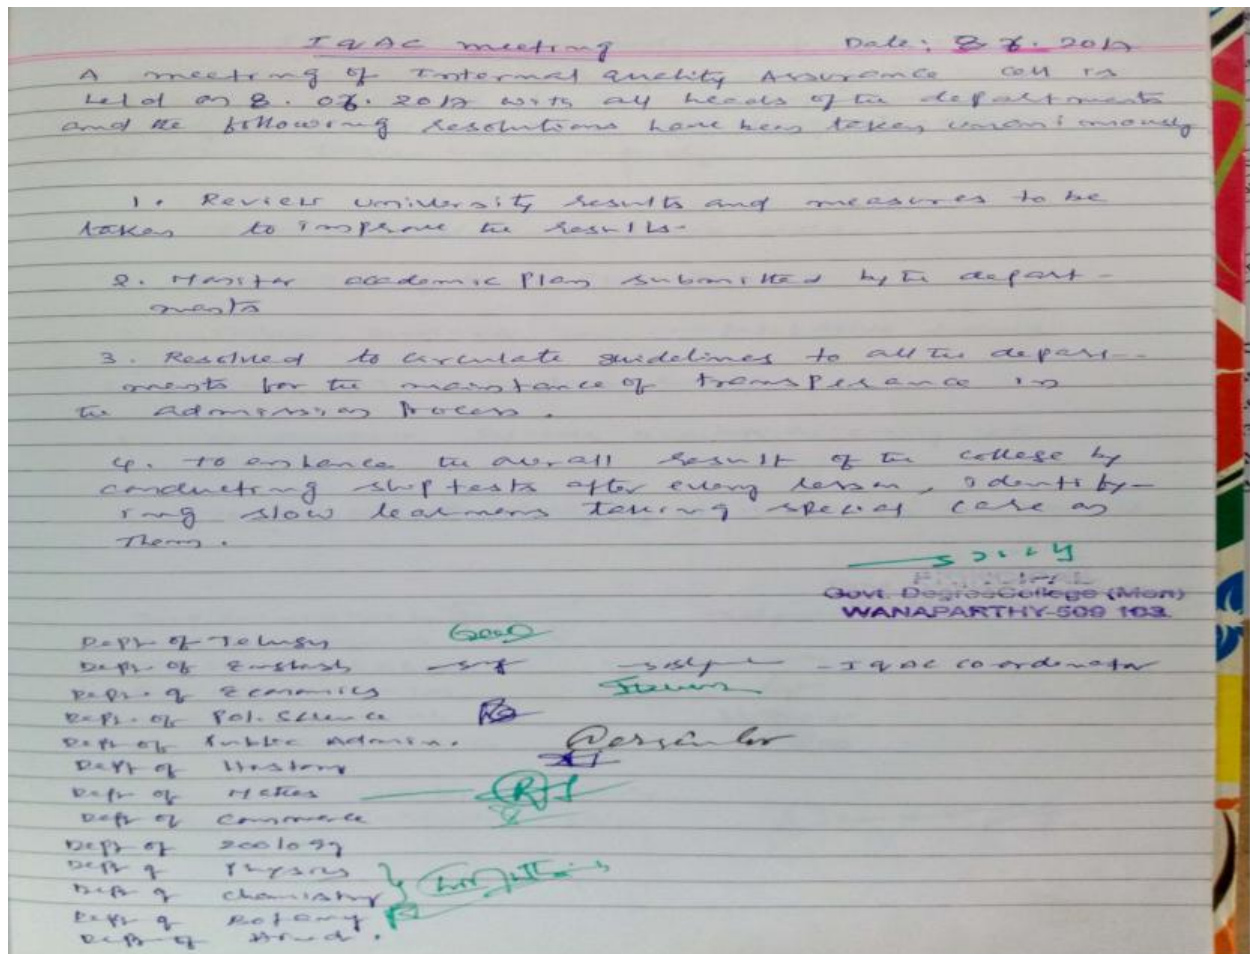 IQAC meeting Date: 8 7. 2017
A meeting of Internal Quality Assurance Cell is
held on 8. 07. 2017 with all heads of the departments
and the following resolutions have been taken unanimously
1. Review university results and measures to be
taken to improve the results.
2. Monitor academic plan submitted by the depart-
ments
3. Resolved to circulate guidelines to all the depart-
ments for the maintance of transperance in
the admission process.
4. To enhance the overall result of the college by
conducting slip tests after every lesson, identify-
ing slow learners taking special care on
them.
PRINCIPAL
Govt. Degree College (Men)
WANAPARTHY-509 103
Dept of Telugu
Dept of English - IQAC coordinator
Dept. of Economics
Dept. of Pol. Science
Dept of Public Admin.
Dept of History
Dept of Maths
Dept of Commerce
Dept of Zoology
Dept of Physics
Dept of Chemistry
Dept of Botany
Dept of